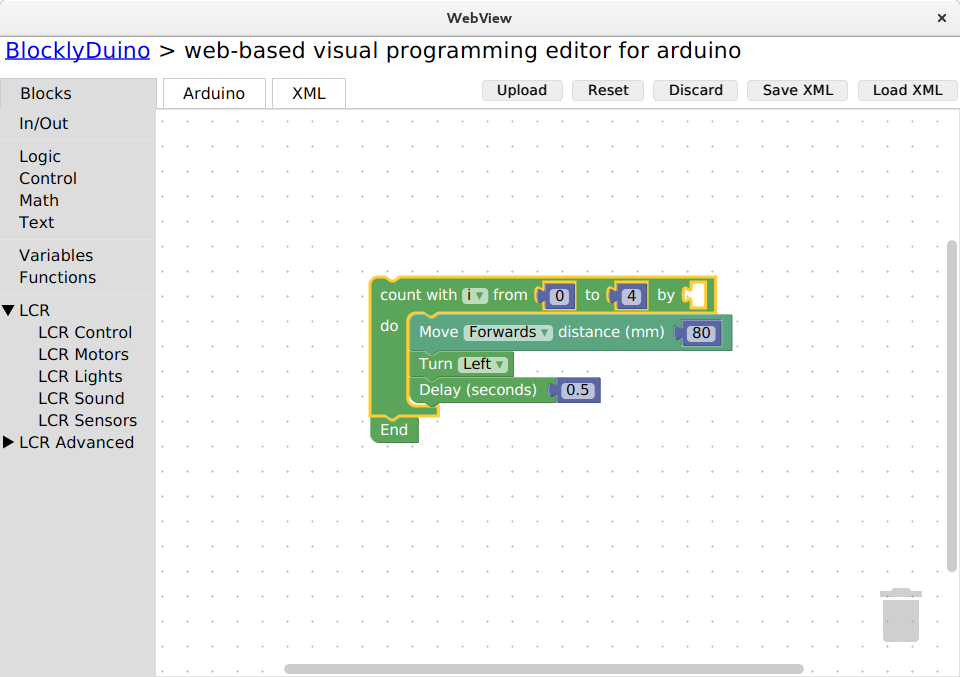 WebView ×
BlocklyDuino > web-based visual programming editor for arduino
Blocks Arduino XML Upload Reset Discard Save XML Load XML
In/Out
Logic
Control
Math
Text
Variables
Functions
LCR
LCR Control
LCR Motors
LCR Lights
LCR Sound
LCR Sensors
LCR Advanced
count with i from 0 to 4 by
do
Move Forwards distance (mm) 80
Turn Left
Delay (seconds) 0.5
End